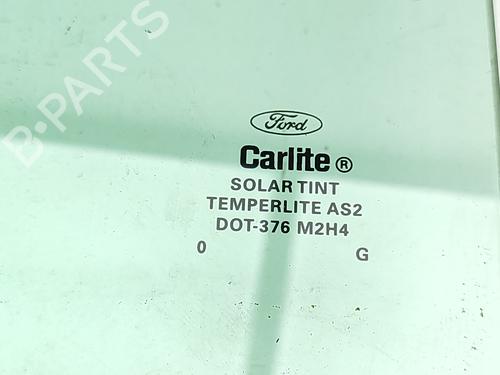 B-PARTS
Ford
Carlite ®
SOLAR TINT
TEMPERLITE AS2
DOT-376 M2H4
0 G